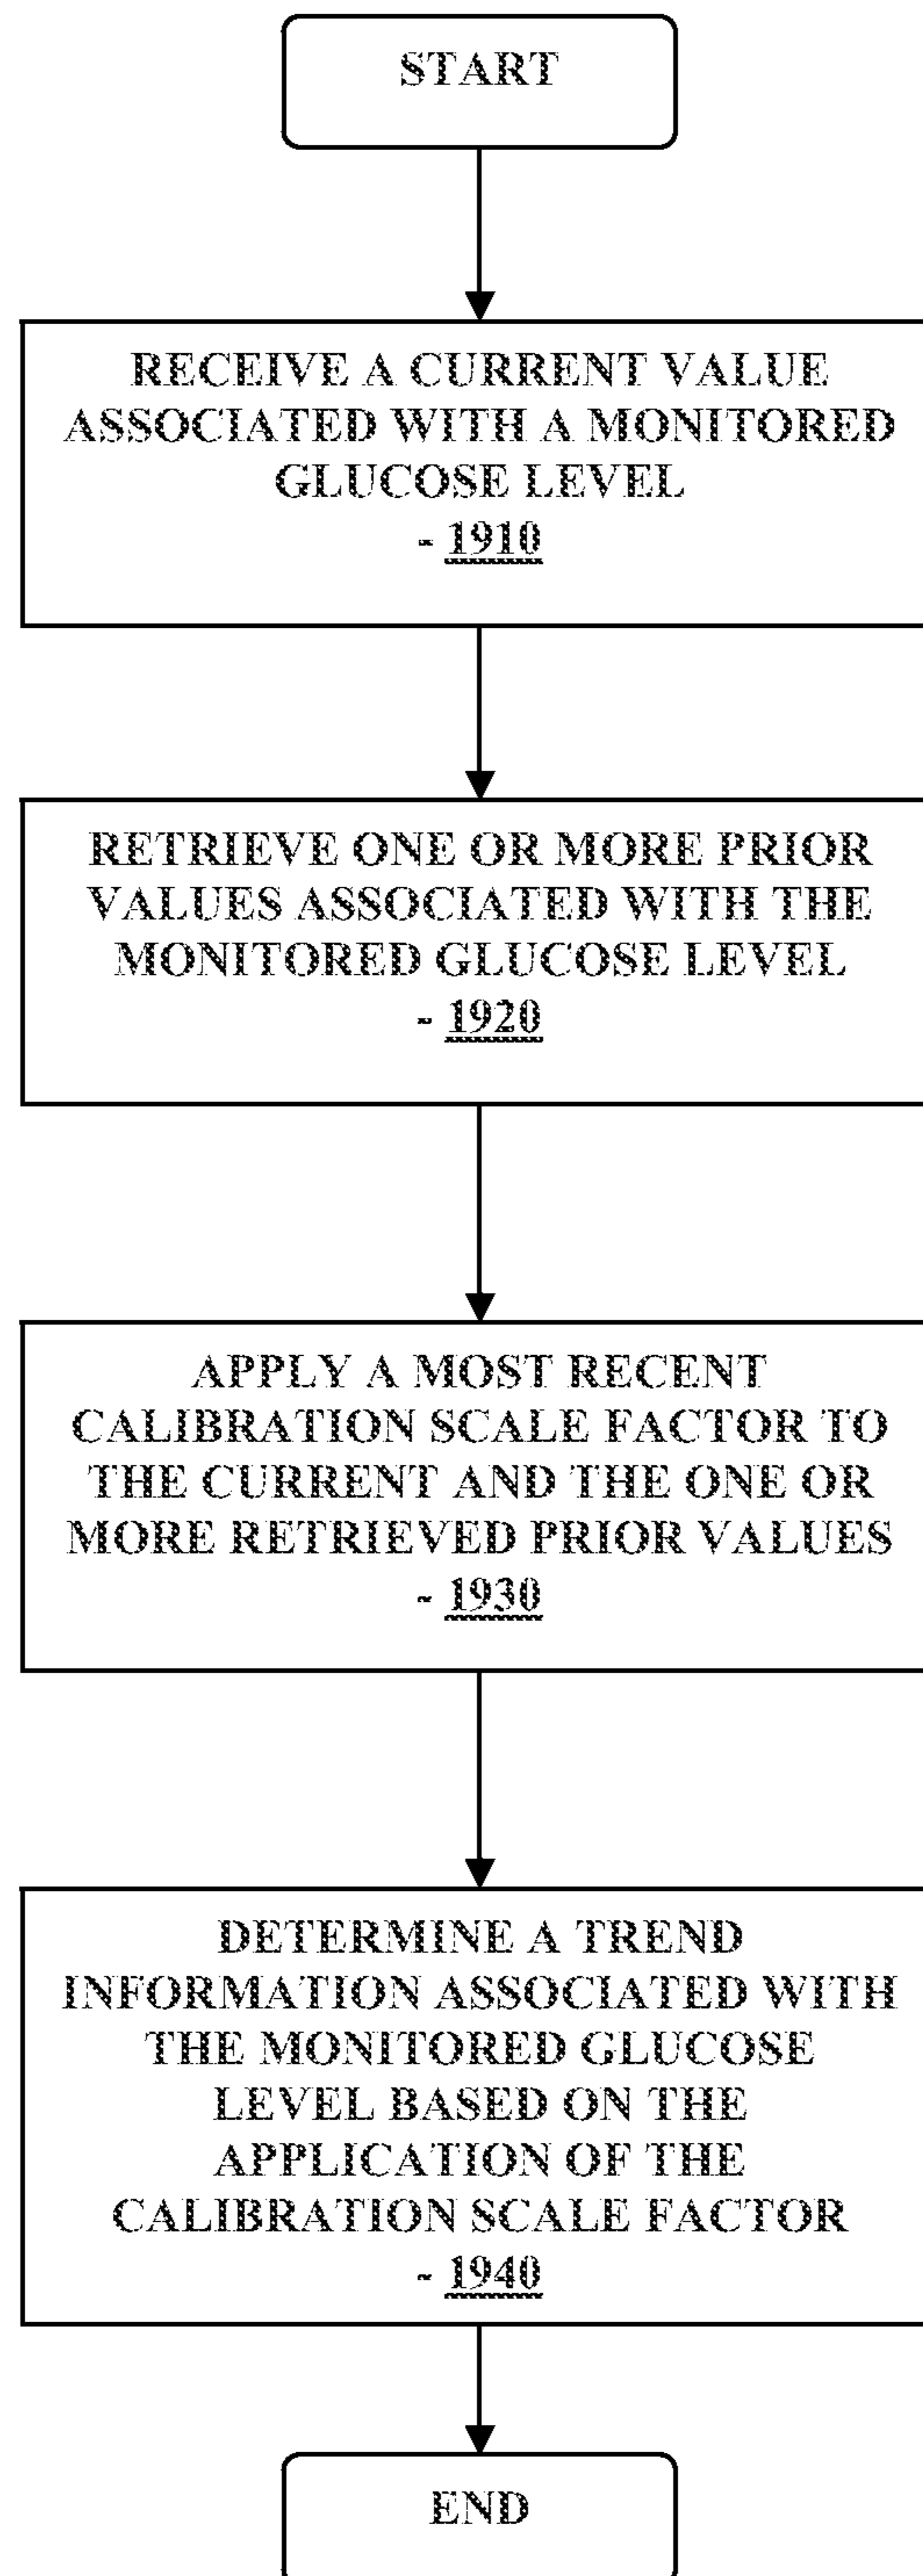 START
RECEIVE A CURRENT VALUE
ASSOCIATED WITH A MONITORED
GLUCOSE LEVEL
- 1910
RETRIEVE ONE OR MORE PRIOR
VALUES ASSOCIATED WITH THE
MONITORED GLUCOSE LEVEL
- 1920
APPLY A MOST RECENT
CALIBRATION SCALE FACTOR TO
THE CURRENT AND THE ONE OR
MORE RETRIEVED PRIOR VALUES
- 1930
DETERMINE A TREND
INFORMATION ASSOCIATED WITH
THE MONITORED GLUCOSE
LEVEL BASED ON THE
APPLICATION OF THE
CALIBRATION SCALE FACTOR
- 1940
END